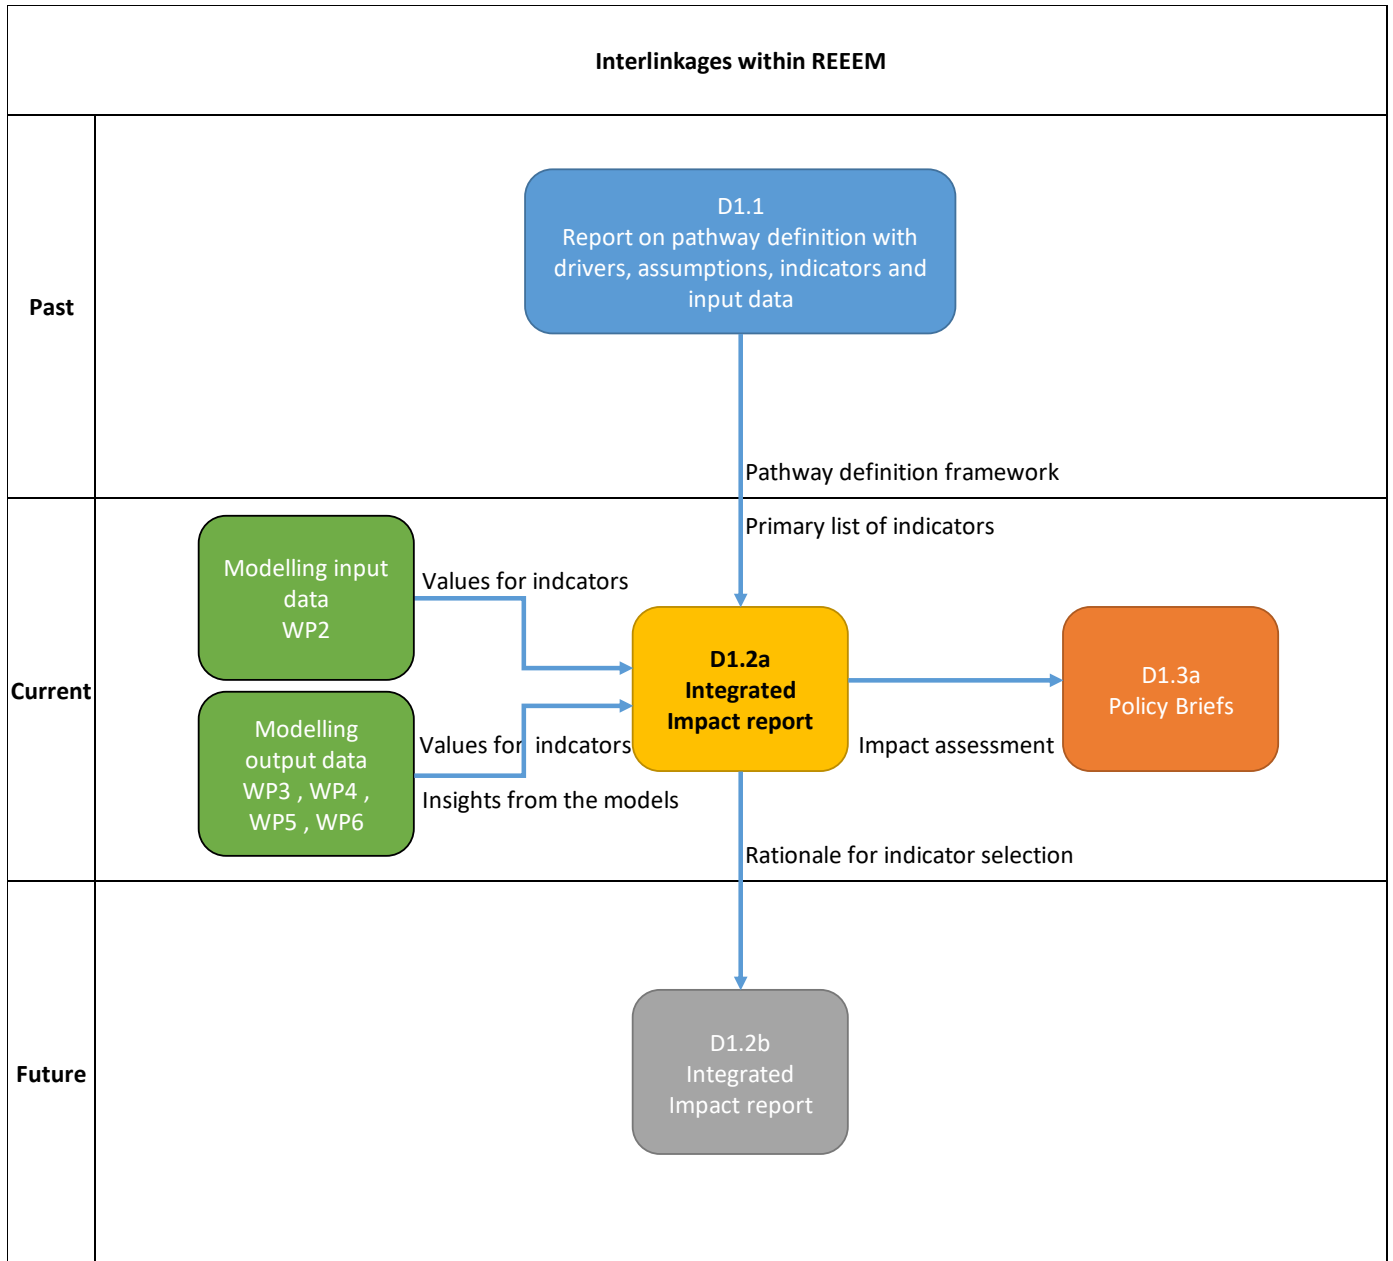 Interlinkages within REEEM
Past
D1.1
Report on pathway definition with
drivers, assumptions, indicators and
input data
Pathway definition framework
Current
Primary list of indicators
Modelling input
data
WP2
Values for indcators
D1.2a
Integrated
Impact report
D1.3a
Policy Briefs
Modelling
output data
WP3 , WP4 ,
WP5 , WP6
Values for indcators
Insights from the models
Impact assessment
Rationale for indicator selection
Future
D1.2b
Integrated
Impact report